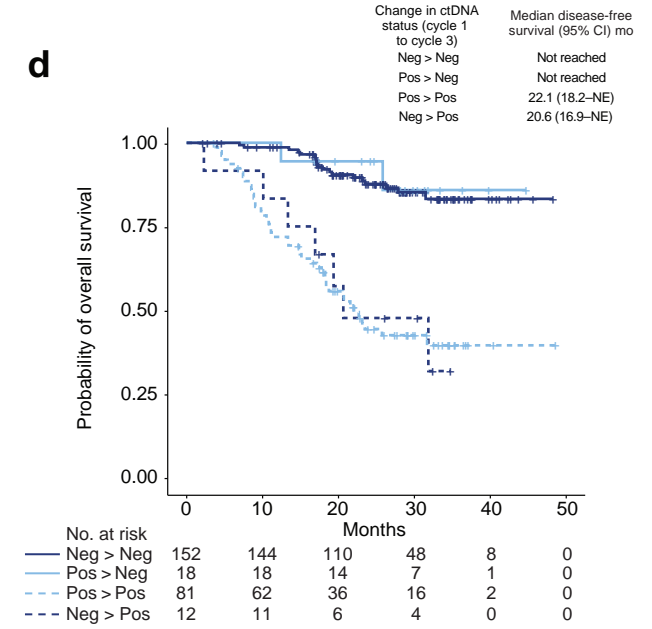 d
Change in ctDNA status (cycle 1 to cycle 3) Median disease-free survival (95% CI) mo
Neg > Neg Not reached
Pos > Neg Not reached
Pos > Pos 22.1 (18.2–NE)
Neg > Pos 20.6 (16.9–NE)
Probability of overall survival
1.00
0.75
0.50
0.25
0.00
0 10 20 30 40 50
Months
No. at risk
Neg > Neg 152 144 110 48 8 0
Pos > Neg 18 18 14 7 1 0
Pos > Pos 81 62 36 16 2 0
Neg > Pos 12 11 6 4 0 0